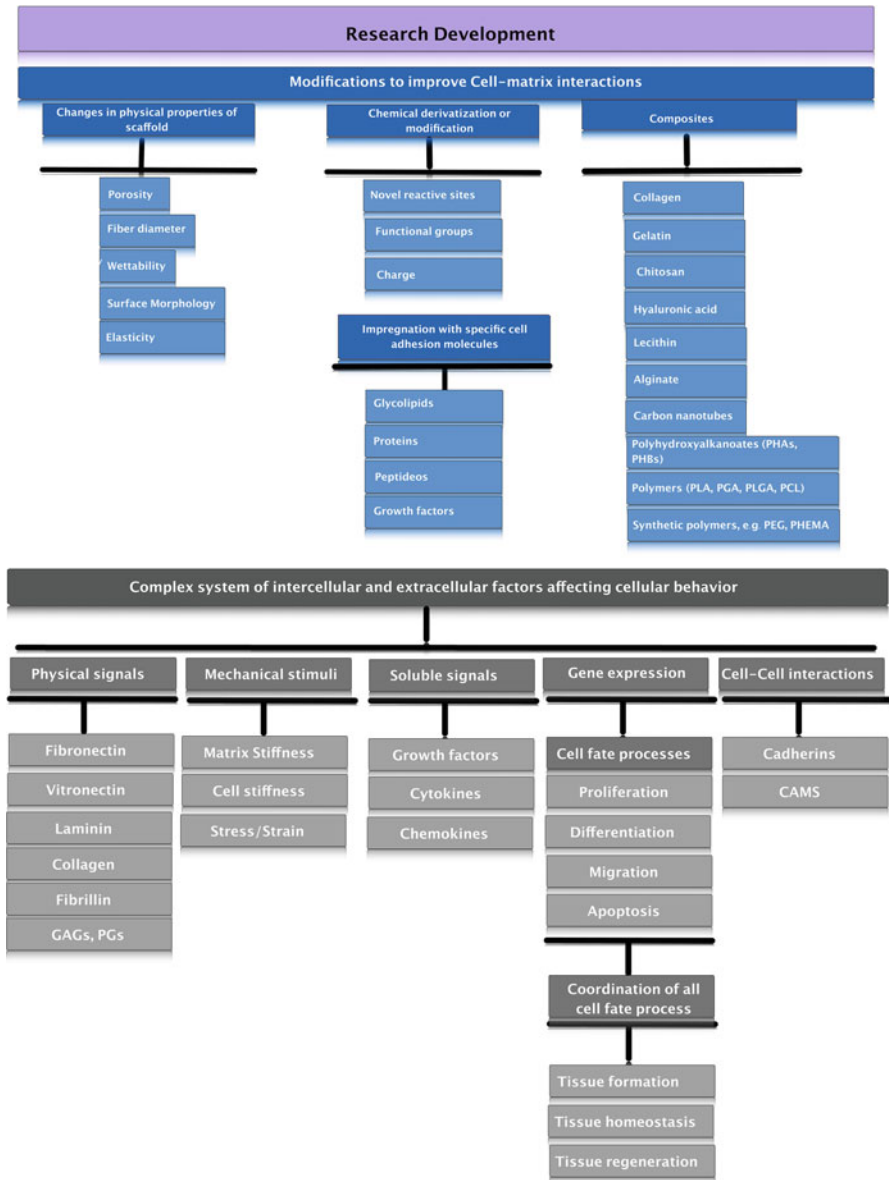 Research Development
Modifications to improve Cell-matrix interactions
Changes in physical properties of
scaffold
Porosity
Fiber diameter
Wettability
Surface Morphology
Elasticity
Chemical derivatization or
modification
Novel reactive sites
Functional groups
Charge
Impregnation with specific cell
adhesion molecules
Glycolipids
Proteins
Peptideos
Growth factors
Composites
Collagen
Gelatin
Chitosan
Hyaluronic acid
Lecithin
Alginate
Carbon nanotubes
Polyhydroxyalkanoates (PHAs,
PHBs)
Polymers (PLA, PGA, PLGA, PCL)
Synthetic polymers, e.g. PEG, PHEMA
Complex system of intercellular and extracellular factors affecting cellular behavior
Physical signals
Fibronectin
Vitronectin
Laminin
Collagen
Fibrillin
GAGs, PGs
Mechanical stimuli
Matrix Stiffness
Cell stiffness
Stress/Strain
Soluble signals
Growth factors
Cytokines
Chemokines
Gene expression
Cell fate processes
Proliferation
Differentiation
Migration
Apoptosis
Coordination of all
cell fate process
Tissue formation
Tissue homeostasis
Tissue regeneration
Cell-Cell interactions
Cadherins
CAMS